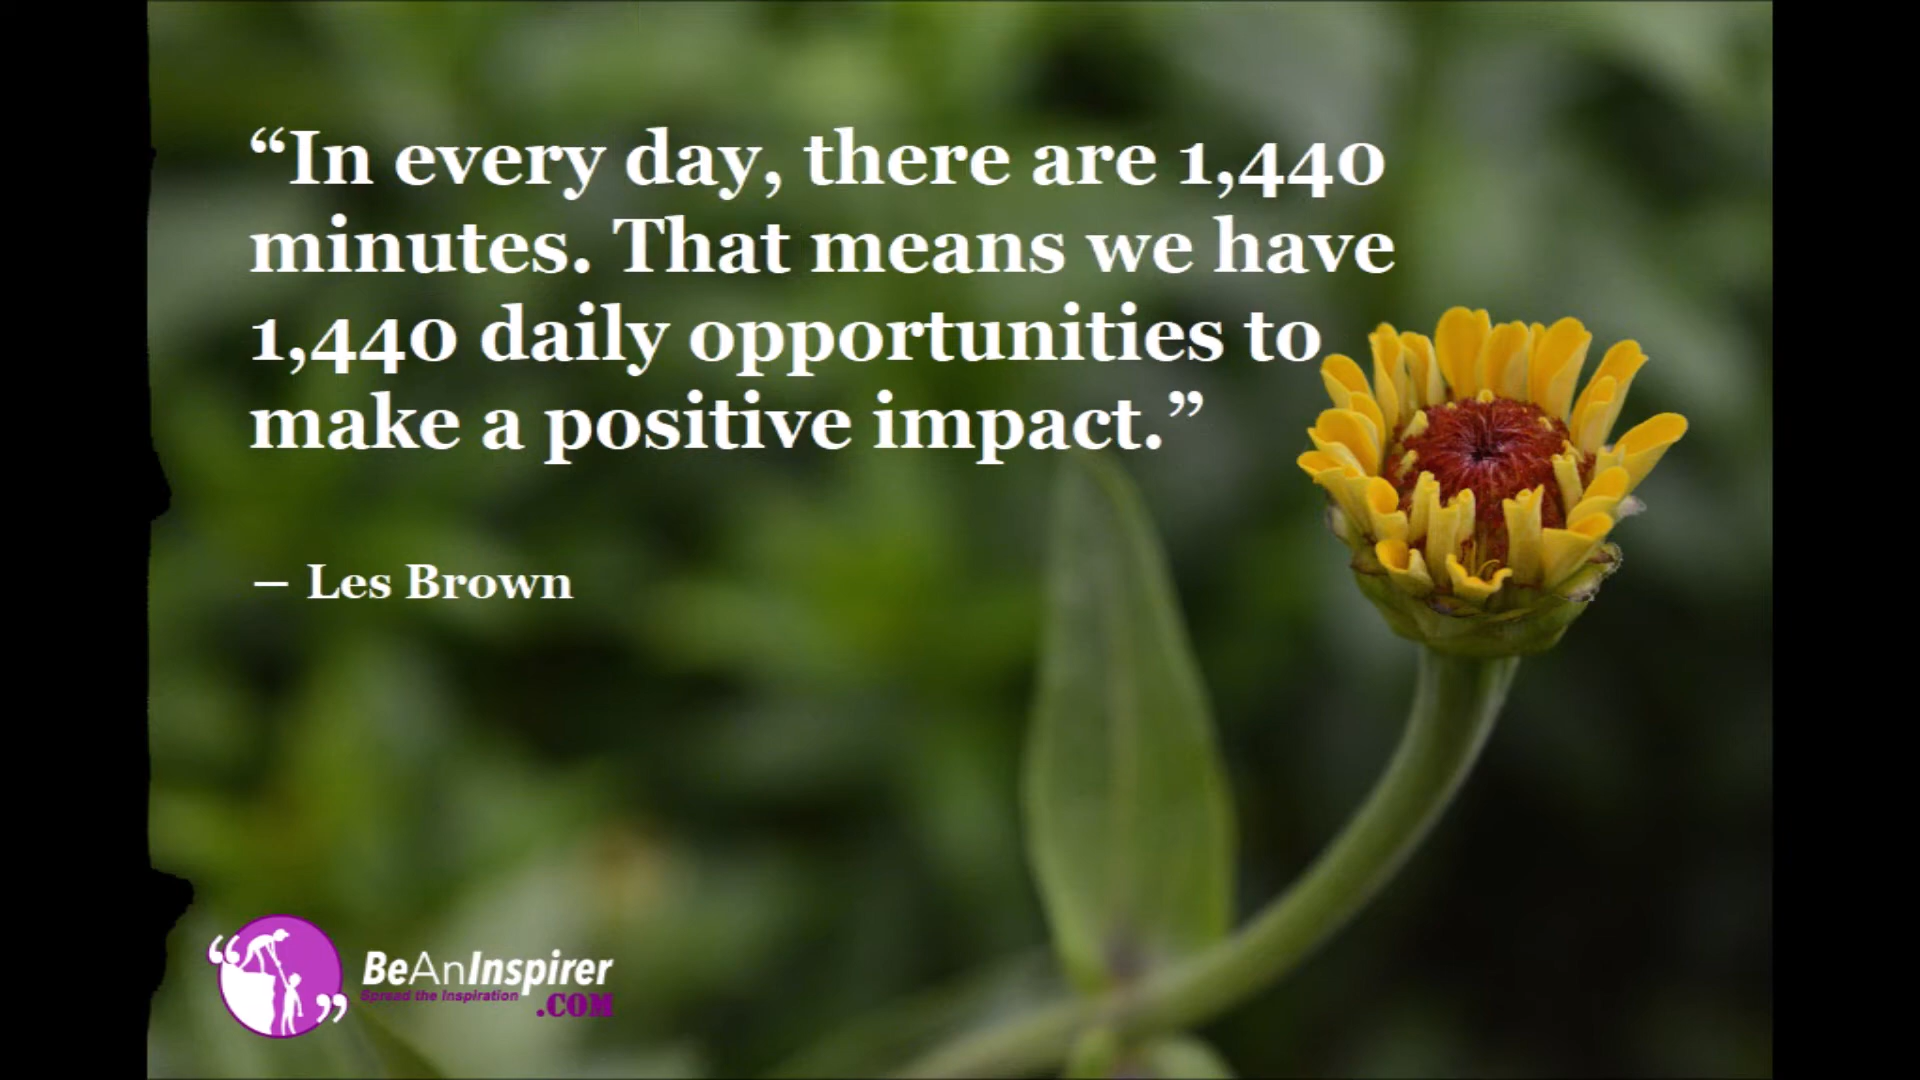 “In every day, there are 1,440
minutes. That means we have
1,440 daily opportunities to
make a positive impact.”
— Les Brown
BeAnInspirer
Spread the Inspiration
.COM